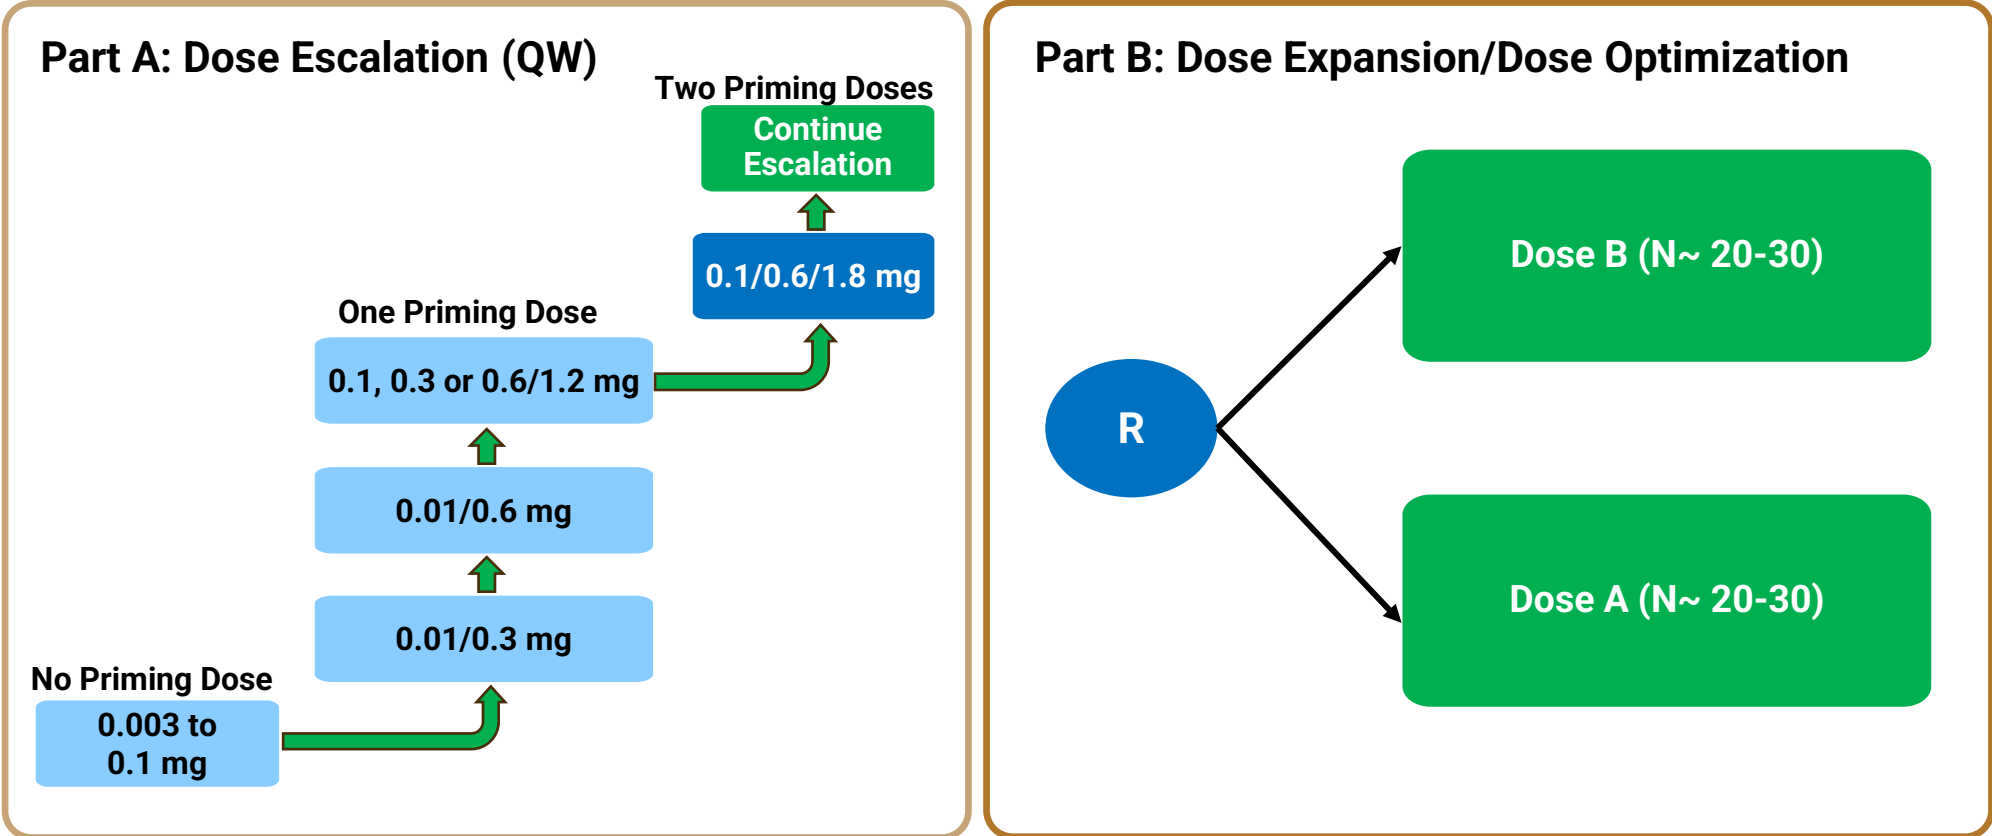 Part A: Dose Escalation (QW)
Two Priming Doses
Continue
Escalation
0.1/0.6/1.8 mg
One Priming Dose
0.1, 0.3 or 0.6/1.2 mg
0.01/0.6 mg
0.01/0.3 mg
No Priming Dose
0.003 to
0.1 mg
Part B: Dose Expansion/Dose Optimization
Dose B (N~ 20-30)
R
Dose A (N~ 20-30)